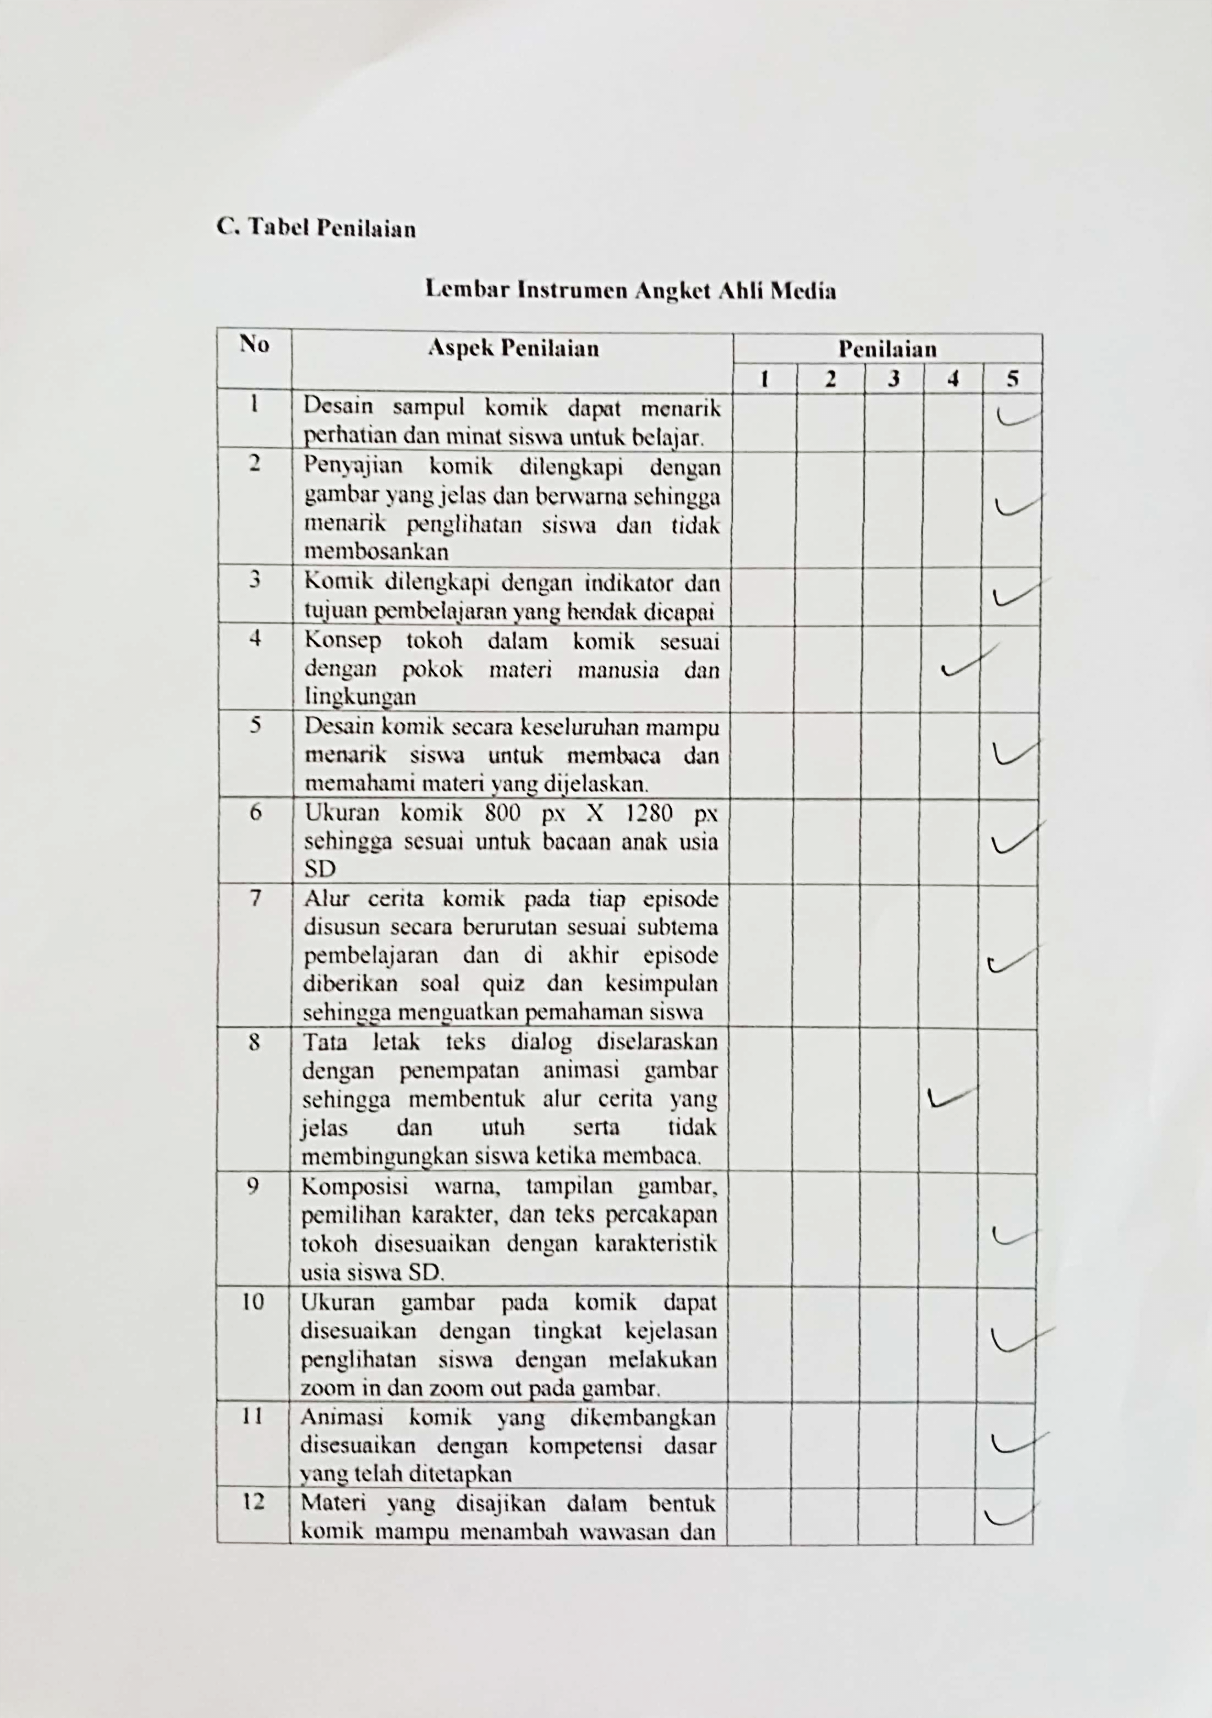 C. Tabel Penilaian
Lembar Instrumen Angket Ahli Media
No Aspek Penilaian Penilaian
1 2 3 4 5
1 Desain sampul komik dapat menarik
perhatian dan minat siswa untuk belajar.
2 Penyajian komik dilengkapi dengan
gambar yang jelas dan berwarna sehingga
menarik penglihatan siswa dan tidak
membosankan
3 Komik dilengkapi dengan indikator dan
tujuan pembelajaran yang hendak dicapai
4 Konsep tokoh dalam komik sesuai
dengan pokok materi manusia dan
lingkungan
5 Desain komik secara keseluruhan mampu
menarik siswa untuk membaca dan
memahami materi yang dijelaskan.
6 Ukuran komik 800 px X 1280 px
sehingga sesuai untuk bacaan anak usia
SD
7 Alur cerita komik pada tiap episode
disusun secara berurutan sesuai subtema
pembelajaran dan di akhir episode
diberikan soal quiz dan kesimpulan
sehingga menguatkan pemahaman siswa
8 Tata letak teks dialog diselaraskan
dengan penempatan animasi gambar
sehingga membentuk alur cerita yang
jelas dan utuh serta tidak
membingungkan siswa ketika membaca.
9 Komposisi warna, tampilan gambar,
pemilihan karakter, dan teks percakapan
tokoh disesuaikan dengan karakteristik
usia siswa SD.
10 Ukuran gambar pada komik dapat
disesuaikan dengan tingkat kejelasan
penglihatan siswa dengan melakukan
zoom in dan zoom out pada gambar.
11 Animasi komik yang dikembangkan
disesuaikan dengan kompetensi dasar
yang telah ditetapkan
12 Materi yang disajikan dalam bentuk
komik mampu menambah wawasan dan